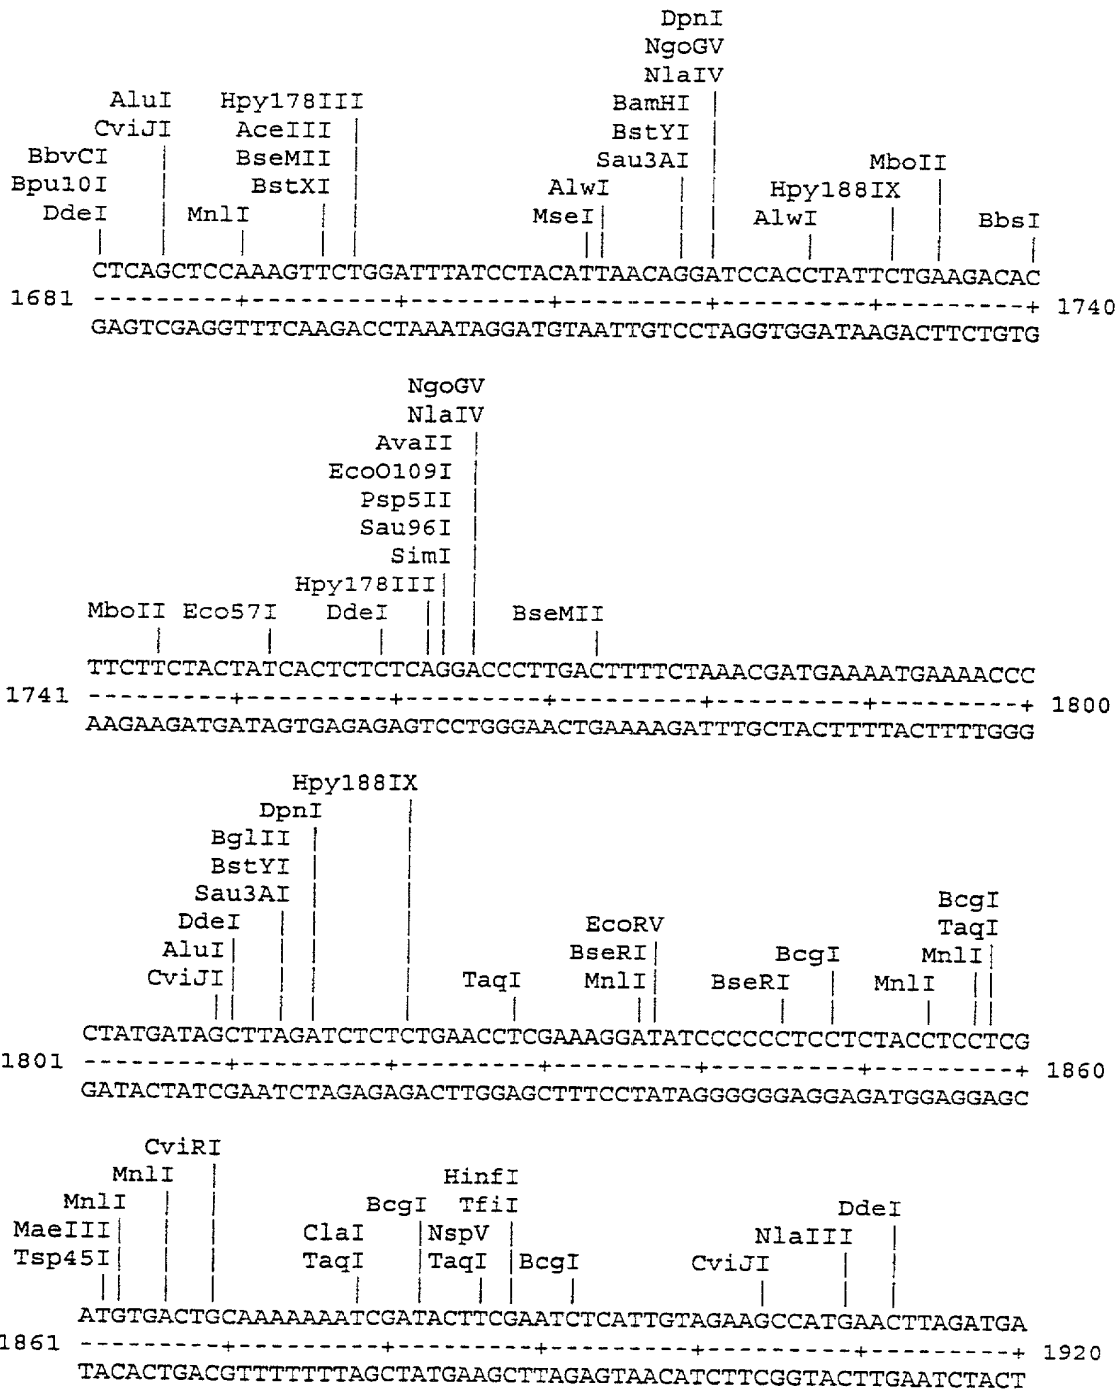 DpnI
NgoGV
NlaIV
AluI Hpy178III BamHI
CviJI AceIII BstYI
BbvCI BseMII Sau3AI MboII
Bpu10I BstXI AlwI Hpy188IX
DdeI MnlI MseI AlwI BbsI
CTCAGCTCCAAAGTTCTGGATTTATCCTACATTAACAGGATCCACCTATTCTGAAGACAC
1681 ---------+---------+---------+---------+---------+---------+ 1740
GAGTCGAGGTTTCAAGACCTAAATAGGATGTAATTGTCCTAGGTGGATAAGACTTCTGTG
NgoGV
NlaIV
AvaII
EcoO109I
Psp5II
Sau96I
SimI
Hpy178III
MboII Eco57I DdeI BseMII
TTCTTCTACTATCACTCTCTCAGGACCCTTGACTTTTCTAAACGATGAAAATGAAAACCC
1741 ---------+---------+---------+---------+---------+---------+ 1800
AAGAAGATGATAGTGAGAGAGTCCTGGGAACTGAAAAGATTTGCTACTTTTACTTTTGGG
Hpy188IX
DpnI
BglII
BstYI
Sau3AI BcgI
DdeI EcoRV TaqI
AluI BseRI BcgI MnlI
CviJI TaqI MnlI BseRI MnlI
CTATGATAGCTTAGATCTCTCTGAACCTCGAAAGGATATCCCCCCCTCCTCTACCTCCTCG
1801 ---------+---------+---------+---------+---------+---------+ 1860
GATACTATCGAATCTAGAGAGACTTGGAGCTTTCCTATAGGGGGGAGGAGATGGAGGAGC
CviRI
MnlI HinfI
MnlI BcgI TfiI DdeI
MaeIII ClaI NspV NlaIII
Tsp45I TaqI TaqI BcgI CviJI
ATGTGACTGCAAAAAAATCGATACTTCGAATCTCATTGTAGAAGCCATGAACTTAGATGA
1861 ---------+---------+---------+---------+---------+---------+ 1920
TACACTGACGTTTTTTTAGCTATGAAGCTTAGAGTAACATCTTCGGTACTTGAATCTACT